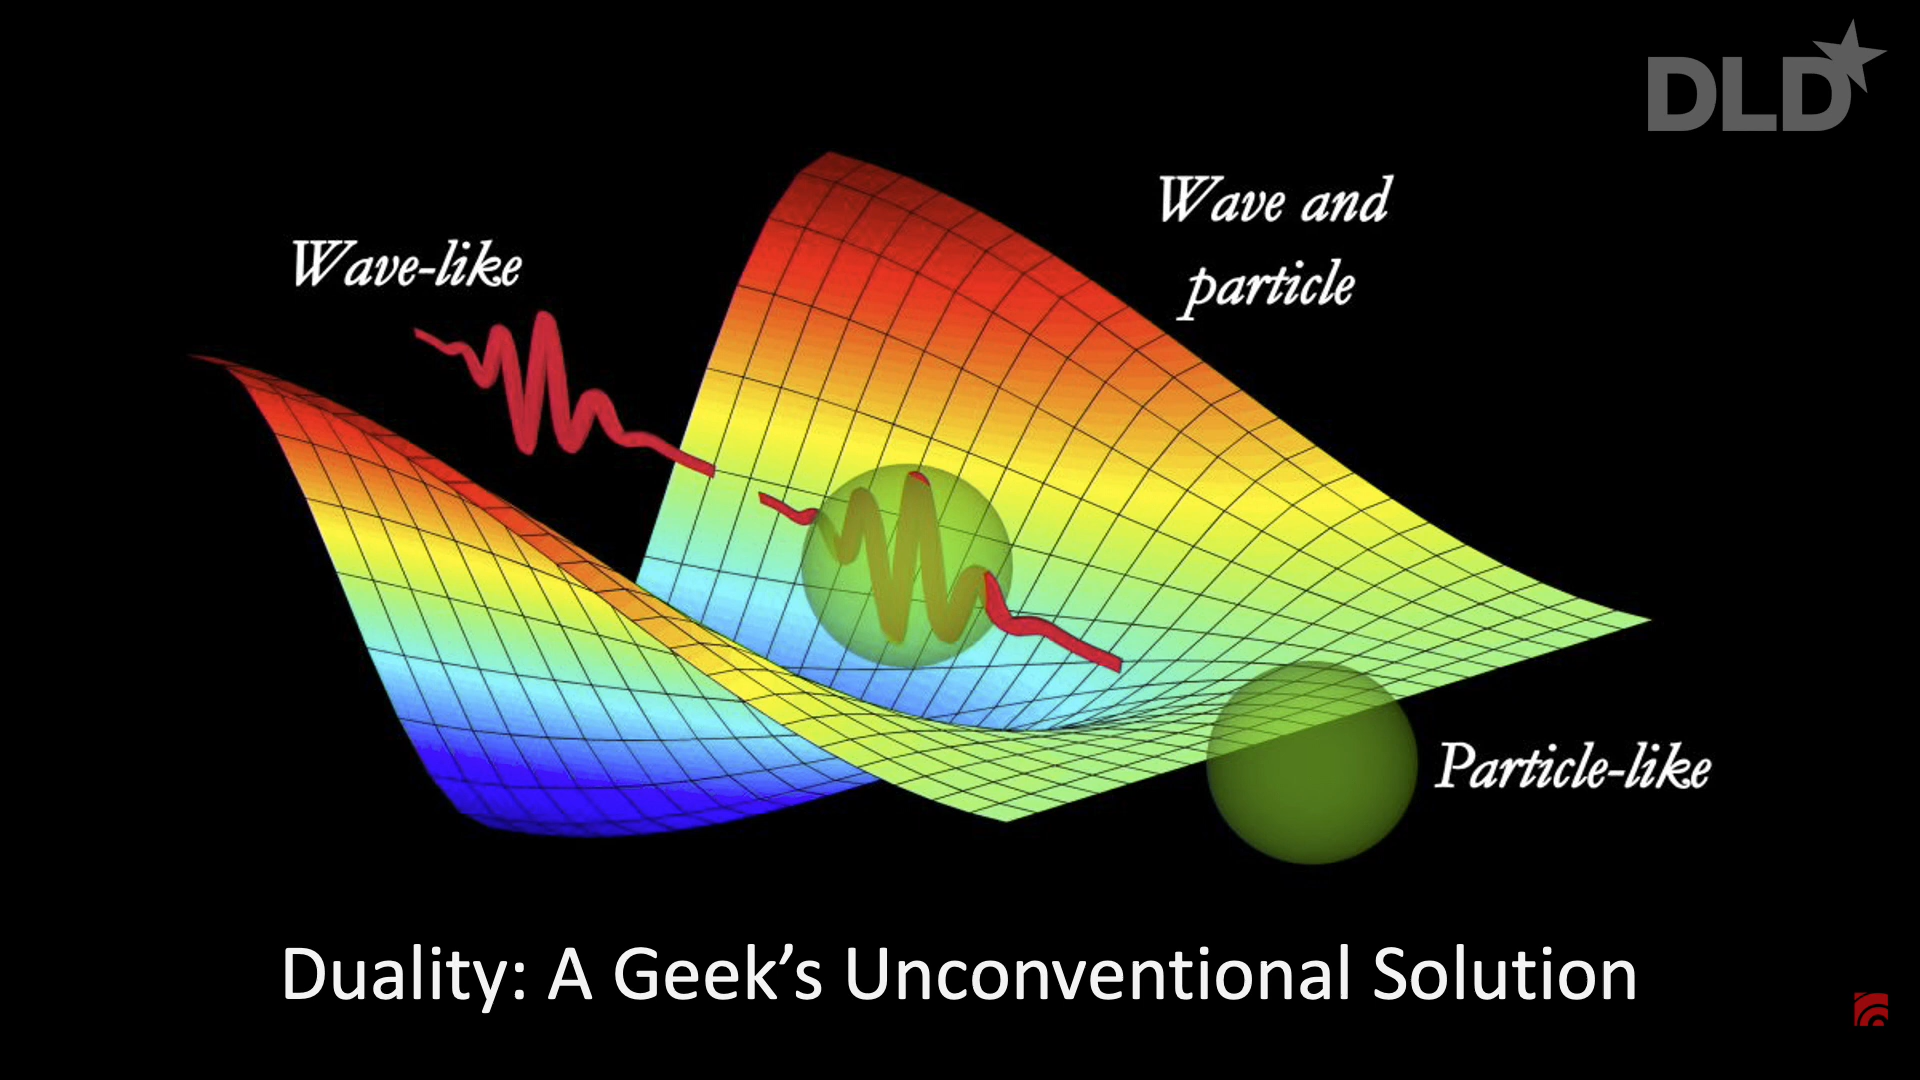 DLD
Wave and
particle
Wave-like
Particle-like
Duality: A Geek’s Unconventional Solution